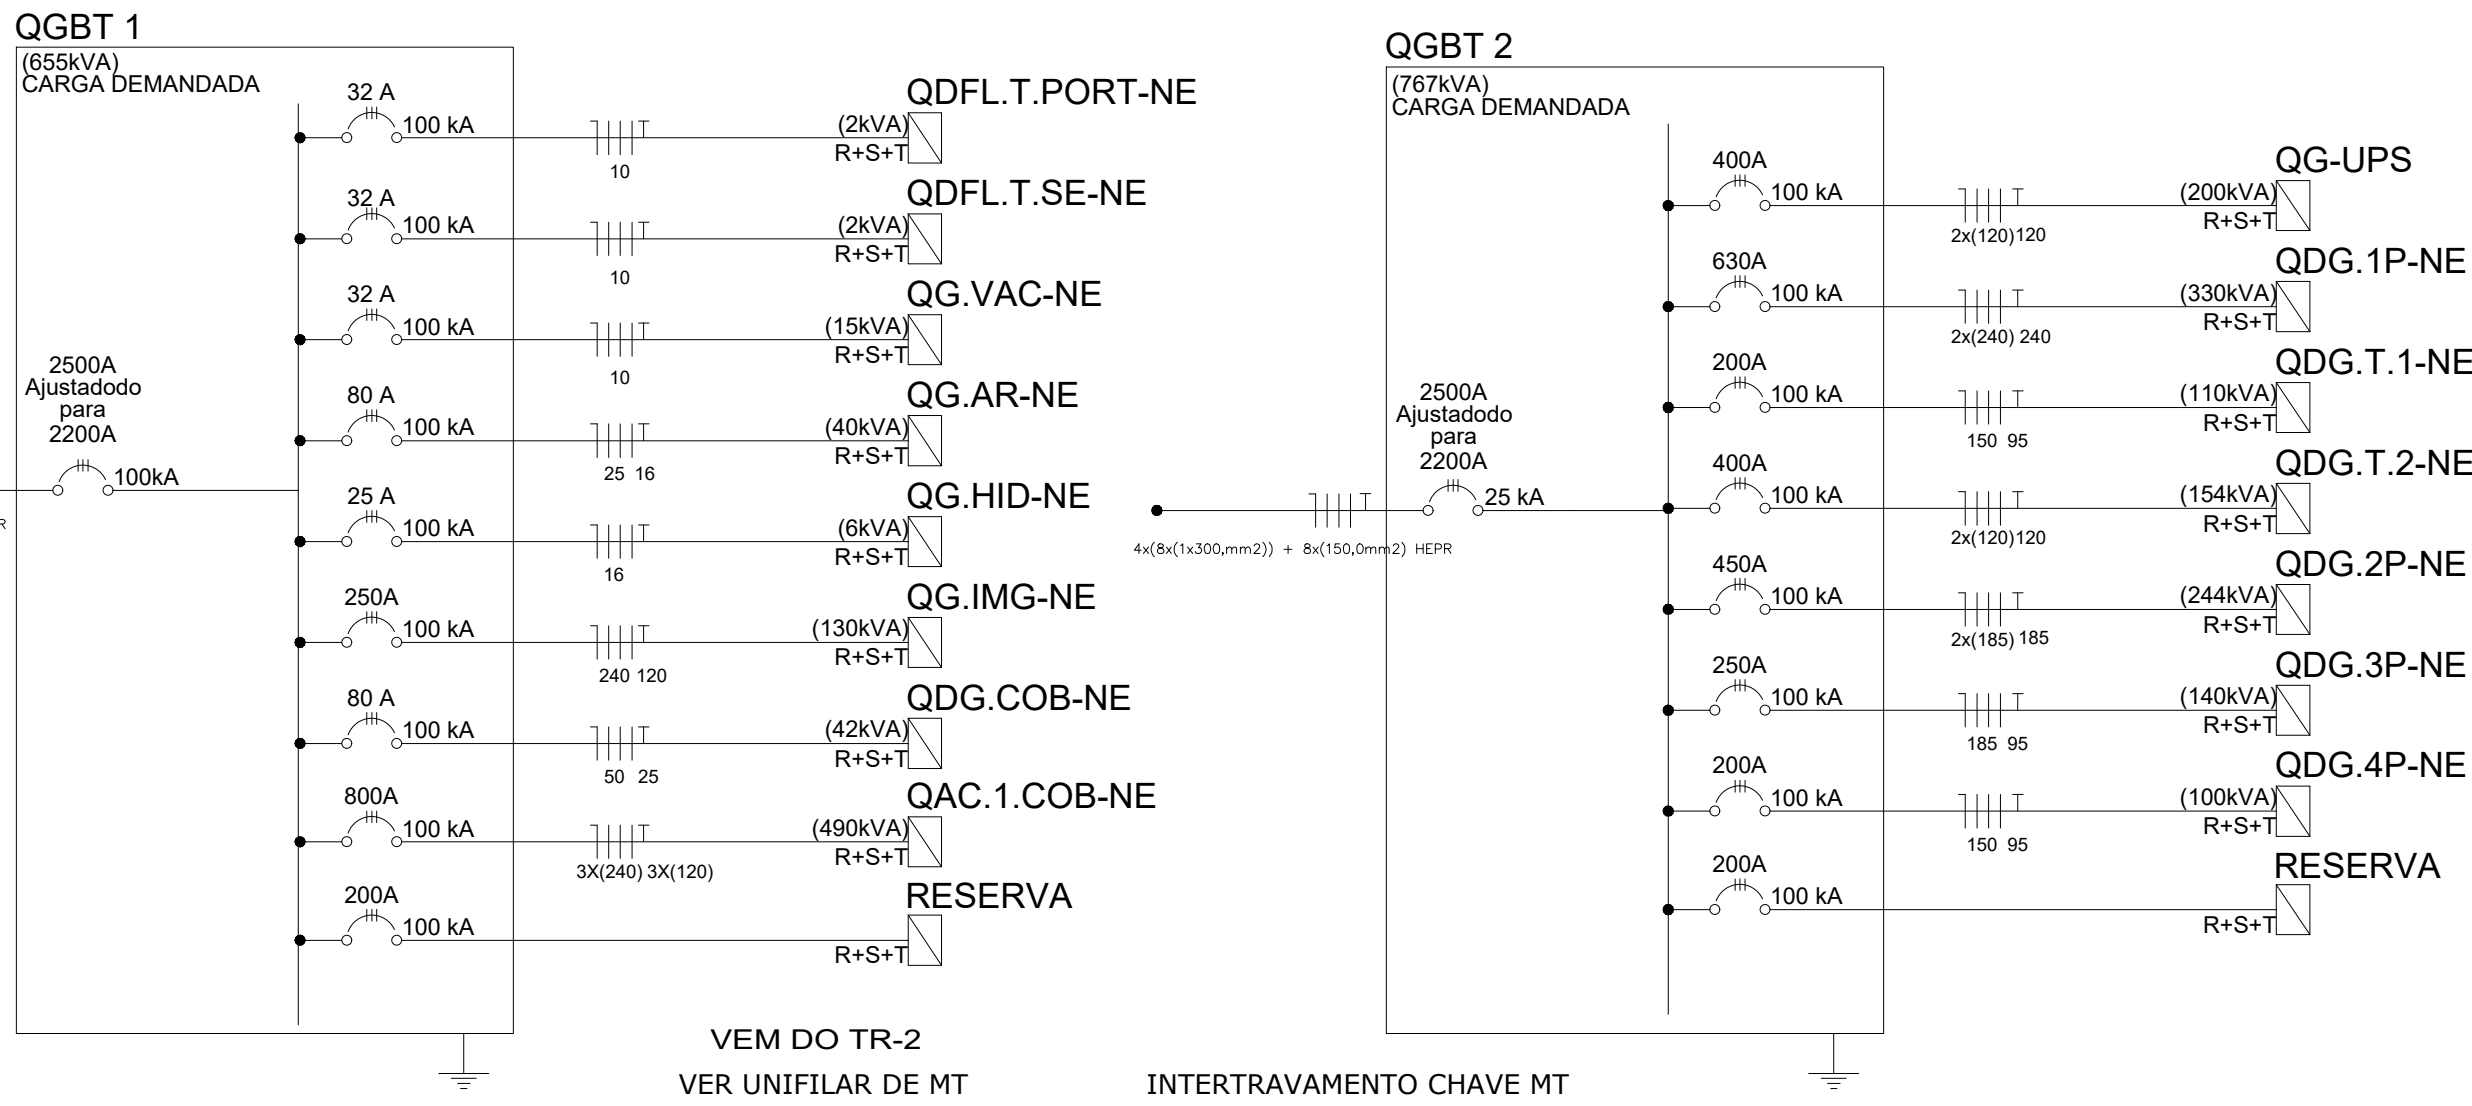 QGBT 1
(655kVA)
CARGA DEMANDADA
2500A
Ajustadodo
para
2200A
100kA
R
32 A
100 kA
10
(2kVA)
R+S+T
QDFL.T.PORT-NE
32 A
100 kA
10
(2kVA)
R+S+T
QDFL.T.SE-NE
32 A
100 kA
10
(15kVA)
R+S+T
QG.VAC-NE
80 A
100 kA
25 16
(40kVA)
R+S+T
QG.AR-NE
25 A
100 kA
16
(6kVA)
R+S+T
QG.HID-NE
250A
100 kA
240 120
(130kVA)
R+S+T
QG.IMG-NE
80 A
100 kA
50 25
(42kVA)
R+S+T
QDG.COB-NE
800A
100 kA
3X(240) 3X(120)
(490kVA)
R+S+T
QAC.1.COB-NE
200A
100 kA
R+S+T
RESERVA
VEM DO TR-2
VER UNIFILAR DE MT
QGBT 2
(767kVA)
CARGA DEMANDADA
2500A
Ajustadodo
para
2200A
25 kA
4x(8x(1x300,mm2)) + 8x(150,0mm2) HEPR
400A
100 kA
2x(120)120
(200kVA)
R+S+T
QG-UPS
630A
100 kA
2x(240) 240
(330kVA)
R+S+T
QDG.1P-NE
200A
100 kA
150 95
(110kVA)
R+S+T
QDG.T.1-NE
400A
100 kA
2x(120)120
(154kVA)
R+S+T
QDG.T.2-NE
450A
100 kA
2x(185) 185
(244kVA)
R+S+T
QDG.2P-NE
250A
100 kA
185 95
(140kVA)
R+S+T
QDG.3P-NE
200A
100 kA
150 95
(100kVA)
R+S+T
QDG.4P-NE
200A
100 kA
R+S+T
RESERVA
INTERTRAVAMENTO CHAVE MT